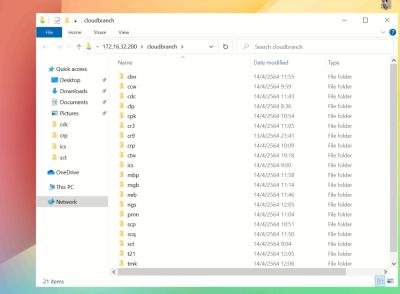 cloudbranch
File Home Share View
172.16.32.200 › cloudbranch › Search cloudbranch
Name Date modified Type
Quick access
Desktop
Downloads
Documents
Pictures
cdc
crp
ics
sct
OneDrive
This PC
Network
cbn 14/4/2564 11:55 File folder
ccw 14/4/2564 9:59 File folder
cdc 14/4/2564 11:43 File folder
clp 14/4/2564 8:36 File folder
cpk 14/4/2564 10:54 File folder
cr3 14/4/2564 11:05 File folder
cr9 13/4/2564 21:41 File folder
crp 14/4/2564 10:09 File folder
ctw 14/4/2564 10:18 File folder
ics 14/4/2564 9:00 File folder
mbp 14/4/2564 11:58 File folder
mgb 14/4/2564 11:14 File folder
neb 14/4/2564 11:46 File folder
ngs 14/4/2564 12:05 File folder
pmn 14/4/2564 11:04 File folder
scp 14/4/2564 10:51 File folder
scq 14/4/2564 11:50 File folder
sct 14/4/2564 9:04 File folder
t21 14/4/2564 12:05 File folder
tmk 14/4/2564 12:06 File folder
21 items